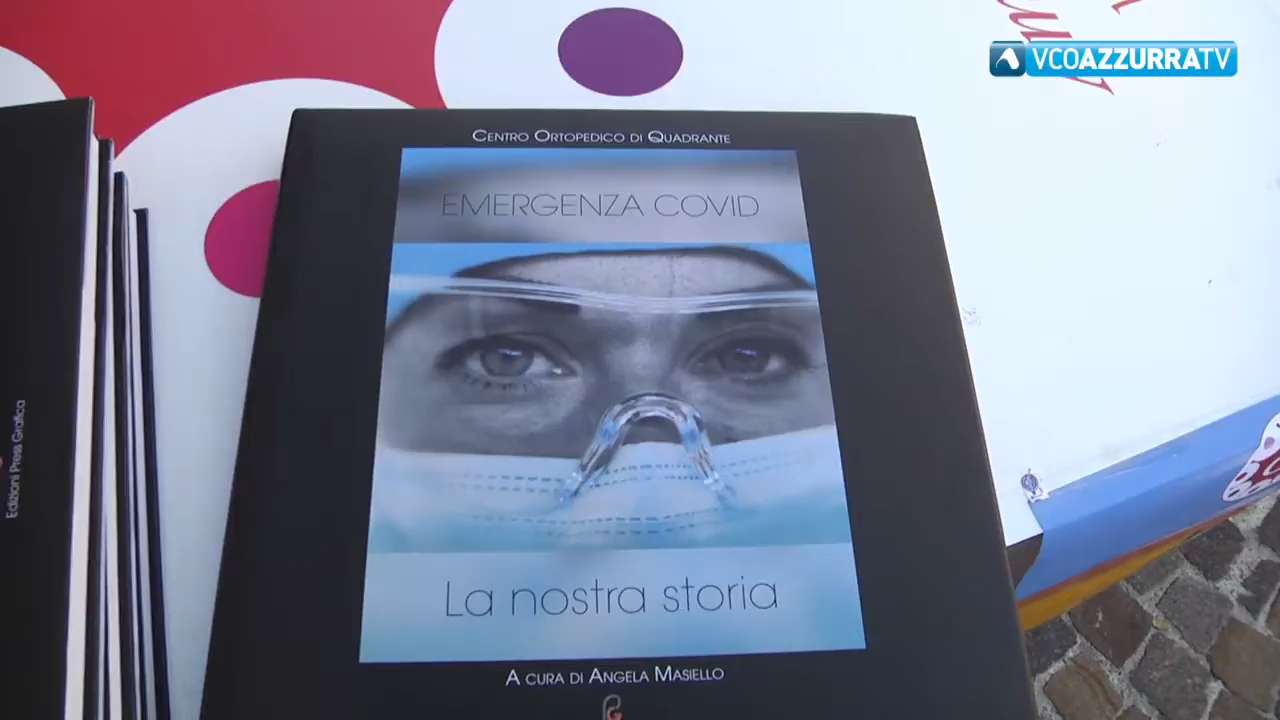 VCOAZZURRATV
CENTRO ORTOPEDICO DI QUADRANTE
EMERGENZA COVID
La nostra storia
A CURA DI ANGELA MASIELLO
Edizioni Press Grafica